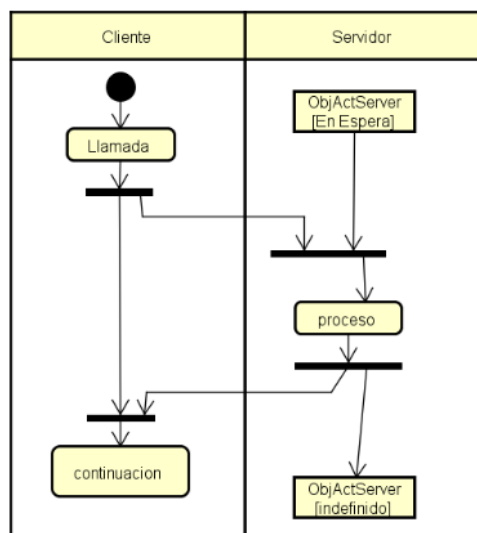 Cliente
Servidor
ObjActServer
[En Espera]
Llamada
proceso
continuacion
ObjActServer
[indefinido]